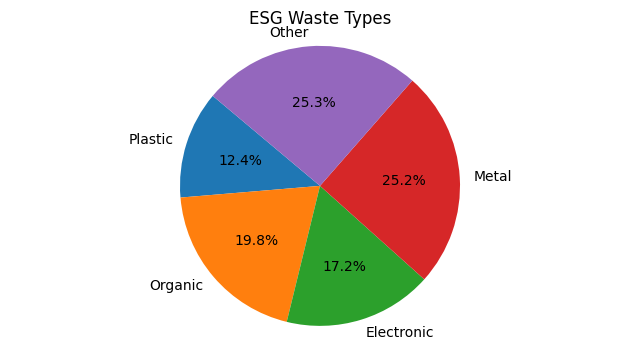 ESG Waste Types
Other
25.3%
Plastic
12.4%
25.2%
Metal
19.8%
17.2%
Organic
Electronic